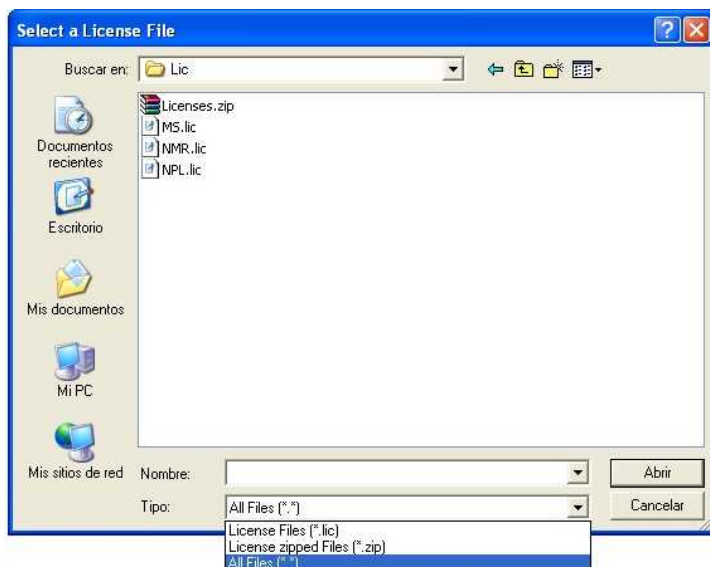 Select a License File
Buscar en: Lic
Licenses.zip
MS.lic
NMR.lic
NPL.lic
Documentos
recientes
Escritorio
Mis documentos
Mi PC
Mis sitios de red
Nombre:
Abrir
Tipo: All Files (*.*)
Cancelar
License Files (*.lic)
License zipped Files (*.zip)
All Files (*.*)